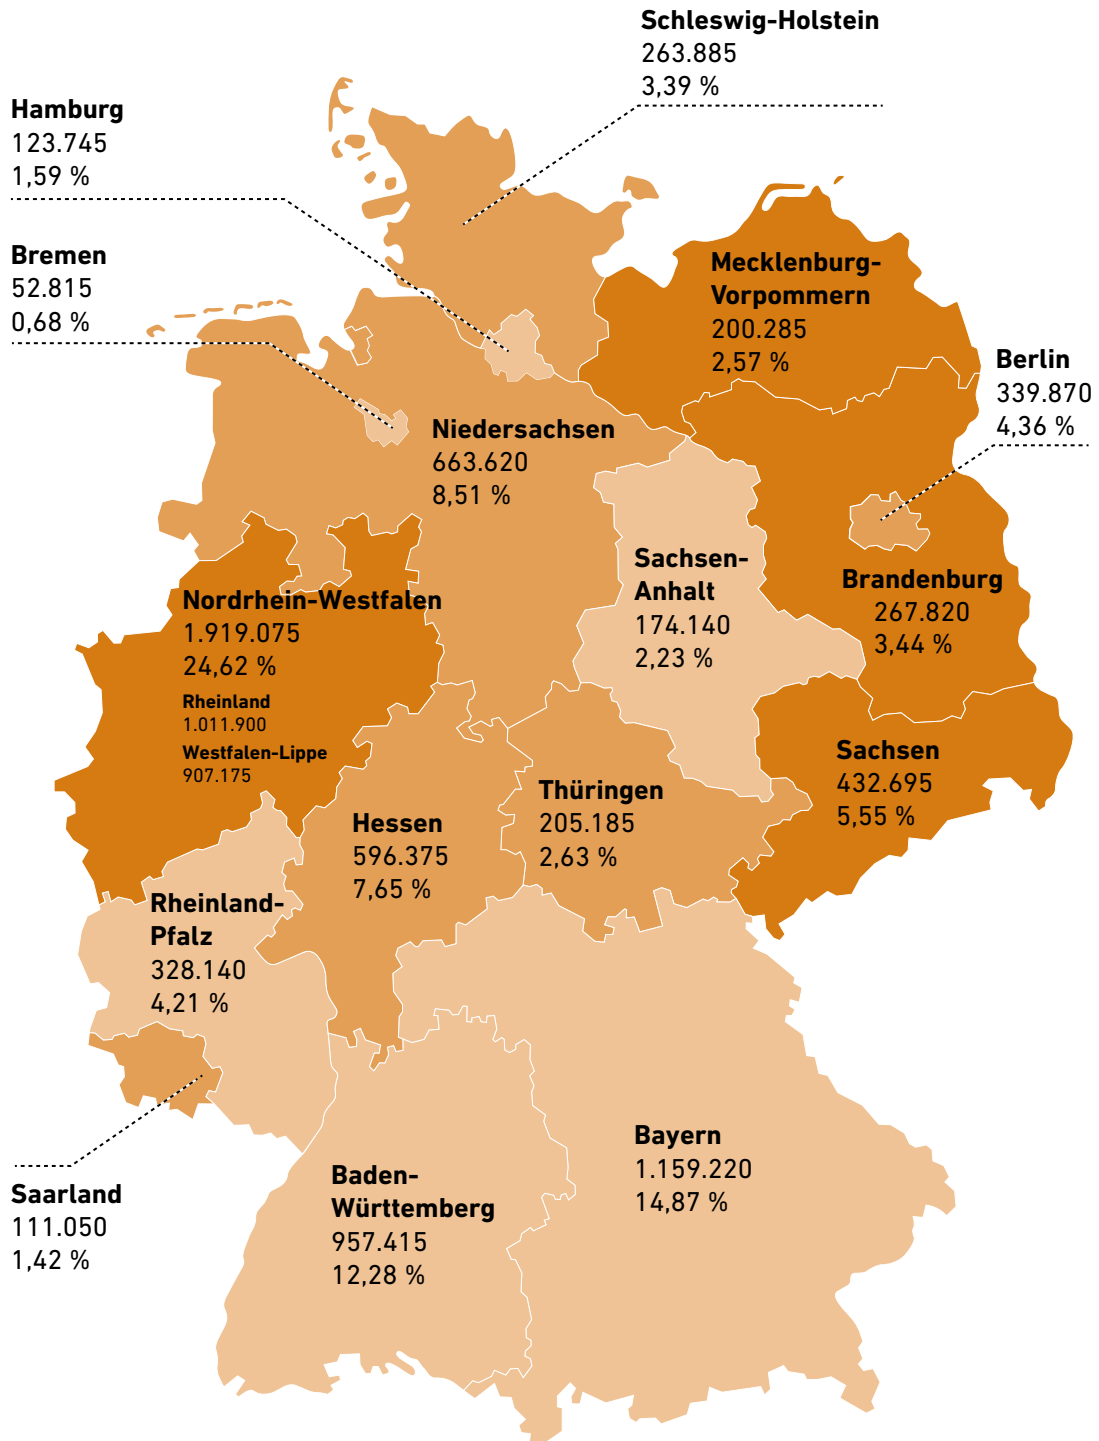 Schleswig-Holstein
263.885
3,39 %
Hamburg
123.745
1,59 %
Bremen
52.815
0,68 %
Mecklenburg-
Vorpommern
200.285
2,57 %
Berlin
339.870
4,36 %
Niedersachsen
663.620
8,51 %
Sachsen-
Anhalt
174.140
2,23 %
Brandenburg
267.820
3,44 %
Nordrhein-Westfalen
1.919.075
24,62 %
Rheinland
1.011.900
Westfalen-Lippe
907.175
Sachsen
432.695
5,55 %
Thüringen
205.185
2,63 %
Hessen
596.375
7,65 %
Rheinland-
Pfalz
328.140
4,21 %
Saarland
111.050
1,42 %
Baden-
Württemberg
957.415
12,28 %
Bayern
1.159.220
14,87 %